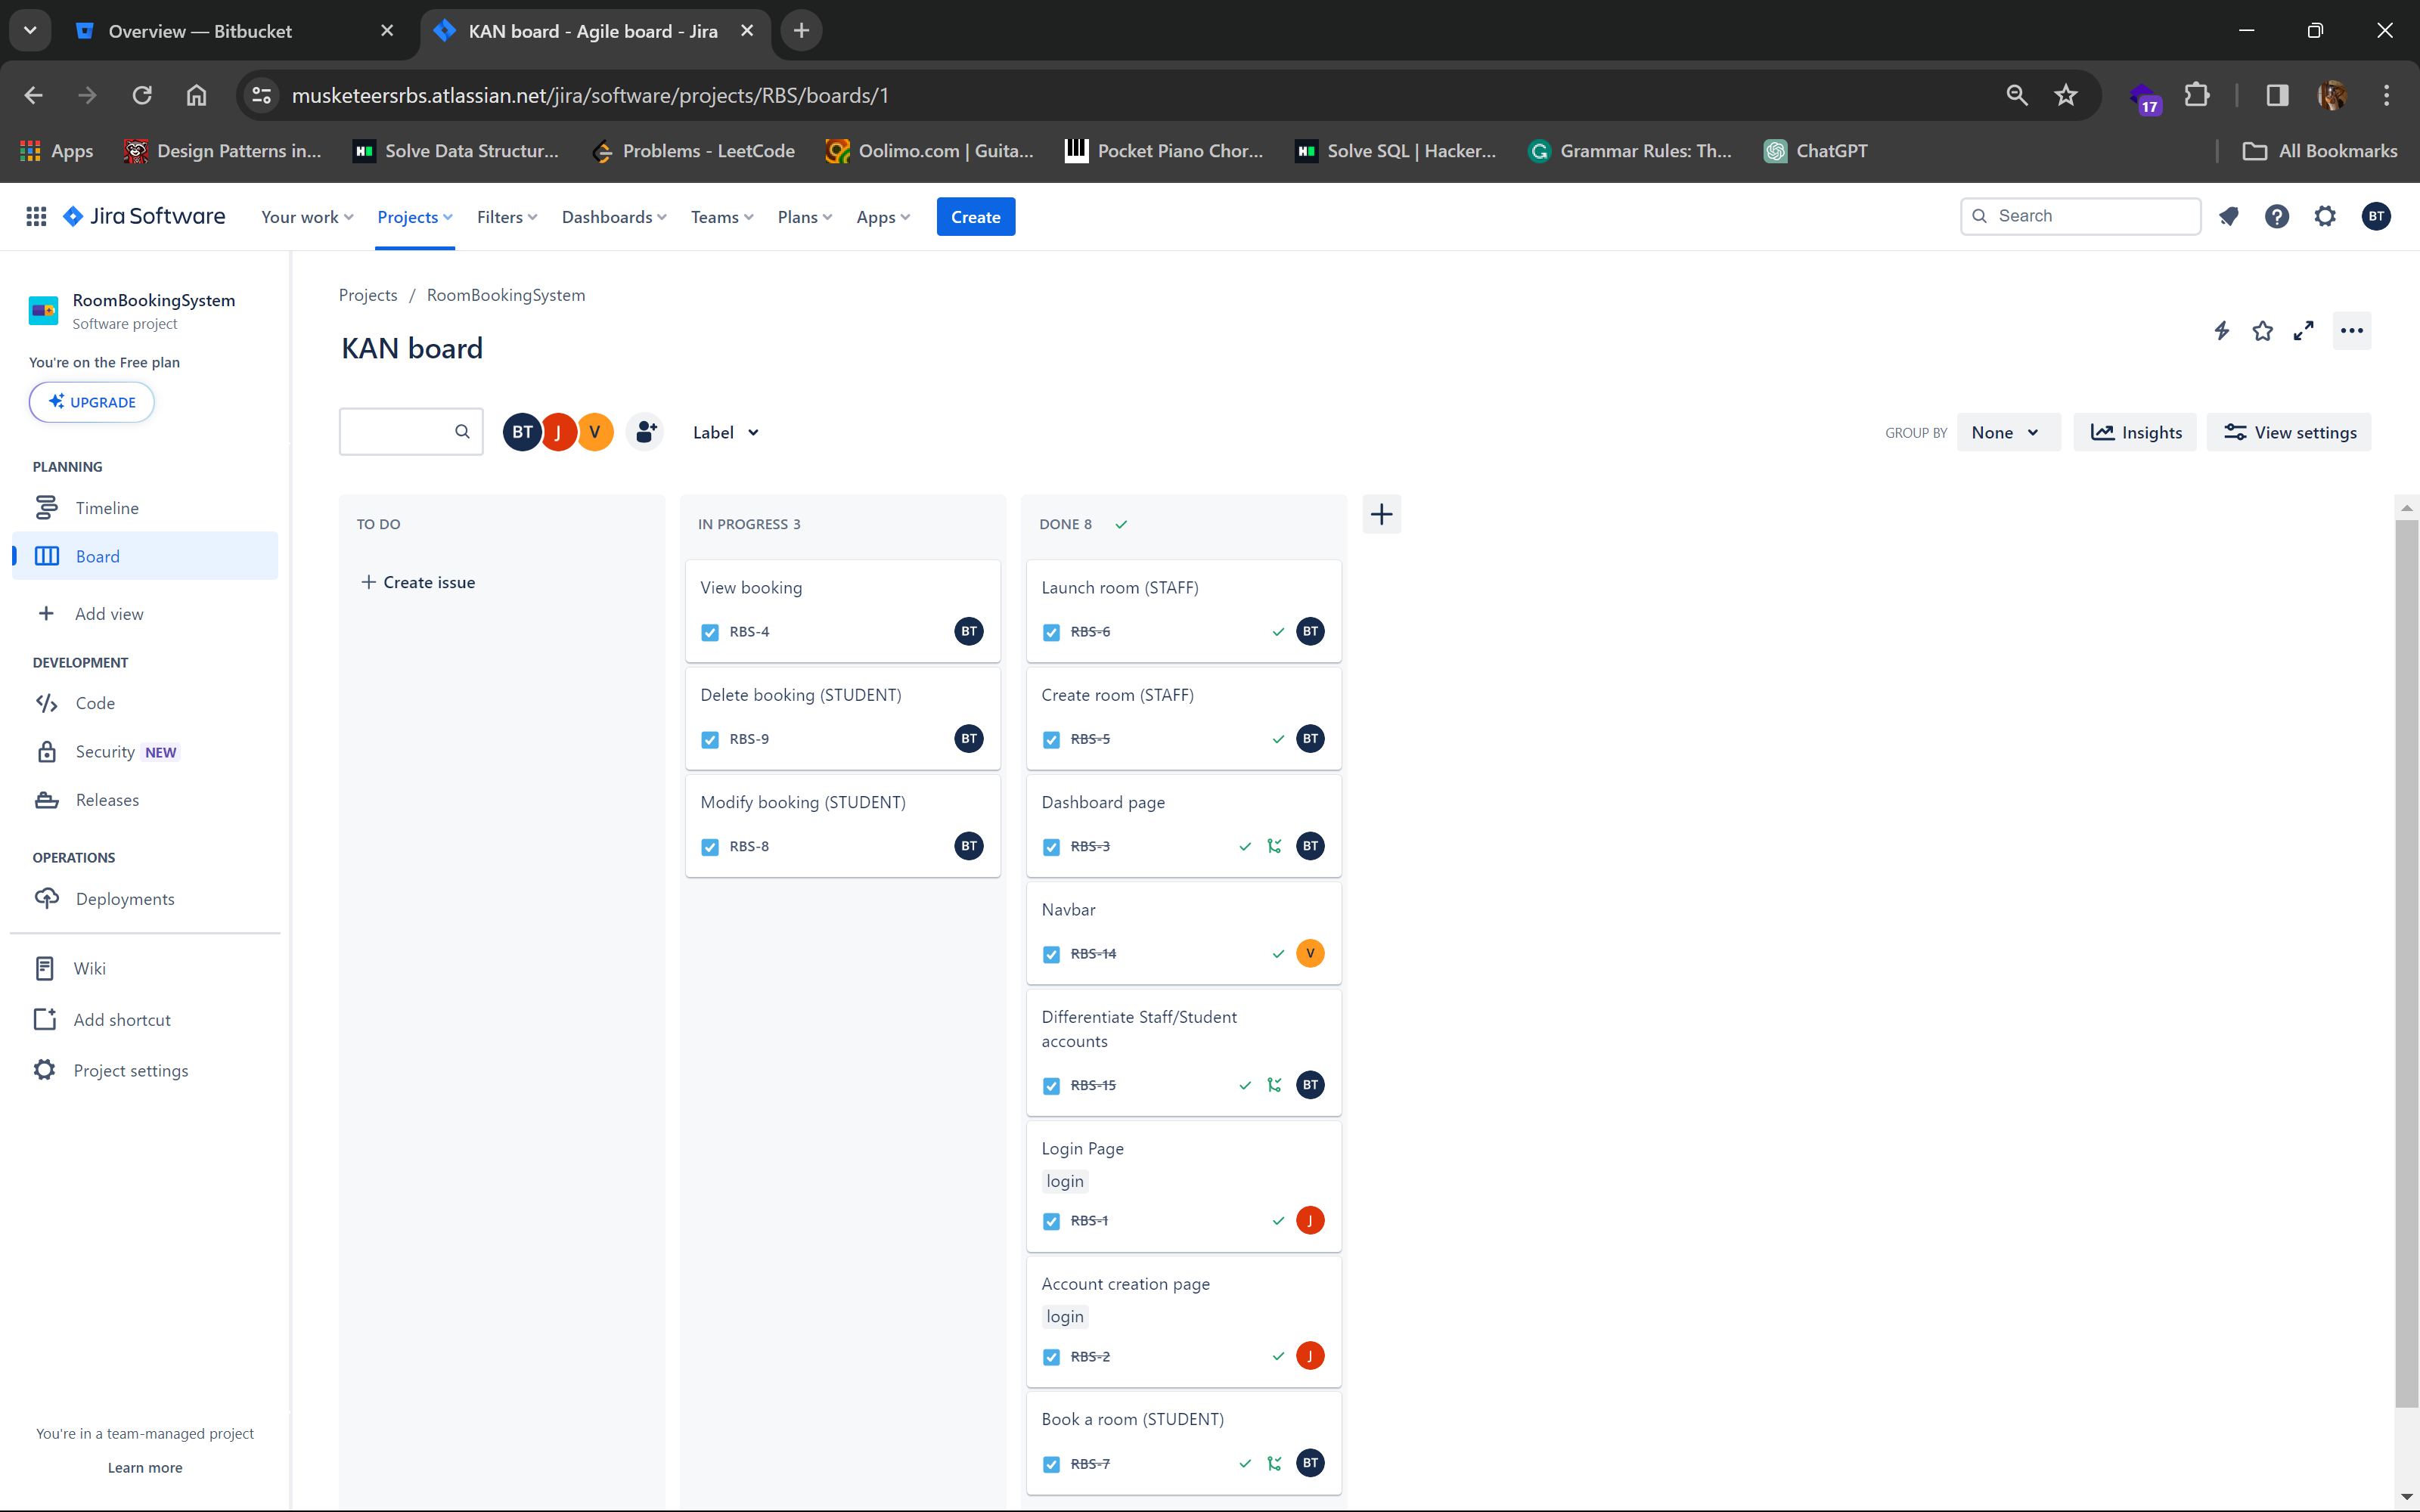 Overview — Bitbucket
KAN board - Agile board - Jira
musketeersrbs.atlassian.net/jira/software/projects/RBS/boards/1
17
Apps
Design Patterns in...
Solve Data Structur...
Problems - LeetCode
Oolimo.com | Guita...
Pocket Piano Chor...
Solve SQL | Hacker...
Grammar Rules: Th...
ChatGPT
All Bookmarks
Jira Software
Your work
Projects
Filters
Dashboards
Teams
Plans
Apps
Create
Search
BT
RoomBookingSystem
Software project
You're on the Free plan
UPGRADE
PLANNING
Timeline
Board
Add view
DEVELOPMENT
Code
Security NEW
Releases
OPERATIONS
Deployments
Wiki
Add shortcut
Project settings
You're in a team-managed project
Learn more
Projects / RoomBookingSystem
KAN board
BT J V
Label
GROUP BY None
Insights
View settings
TO DO
Create issue
IN PROGRESS 3
View booking
RBS-4 BT
Delete booking (STUDENT)
RBS-9 BT
Modify booking (STUDENT)
RBS-8 BT
DONE 8
Launch room (STAFF)
RBS-6 BT
Create room (STAFF)
RBS-5 BT
Dashboard page
RBS-3 BT
Navbar
RBS-14 V
Differentiate Staff/Student
accounts
RBS-15 BT
Login Page
login
RBS-1 J
Account creation page
login
RBS-2 J
Book a room (STUDENT)
RBS-7 BT